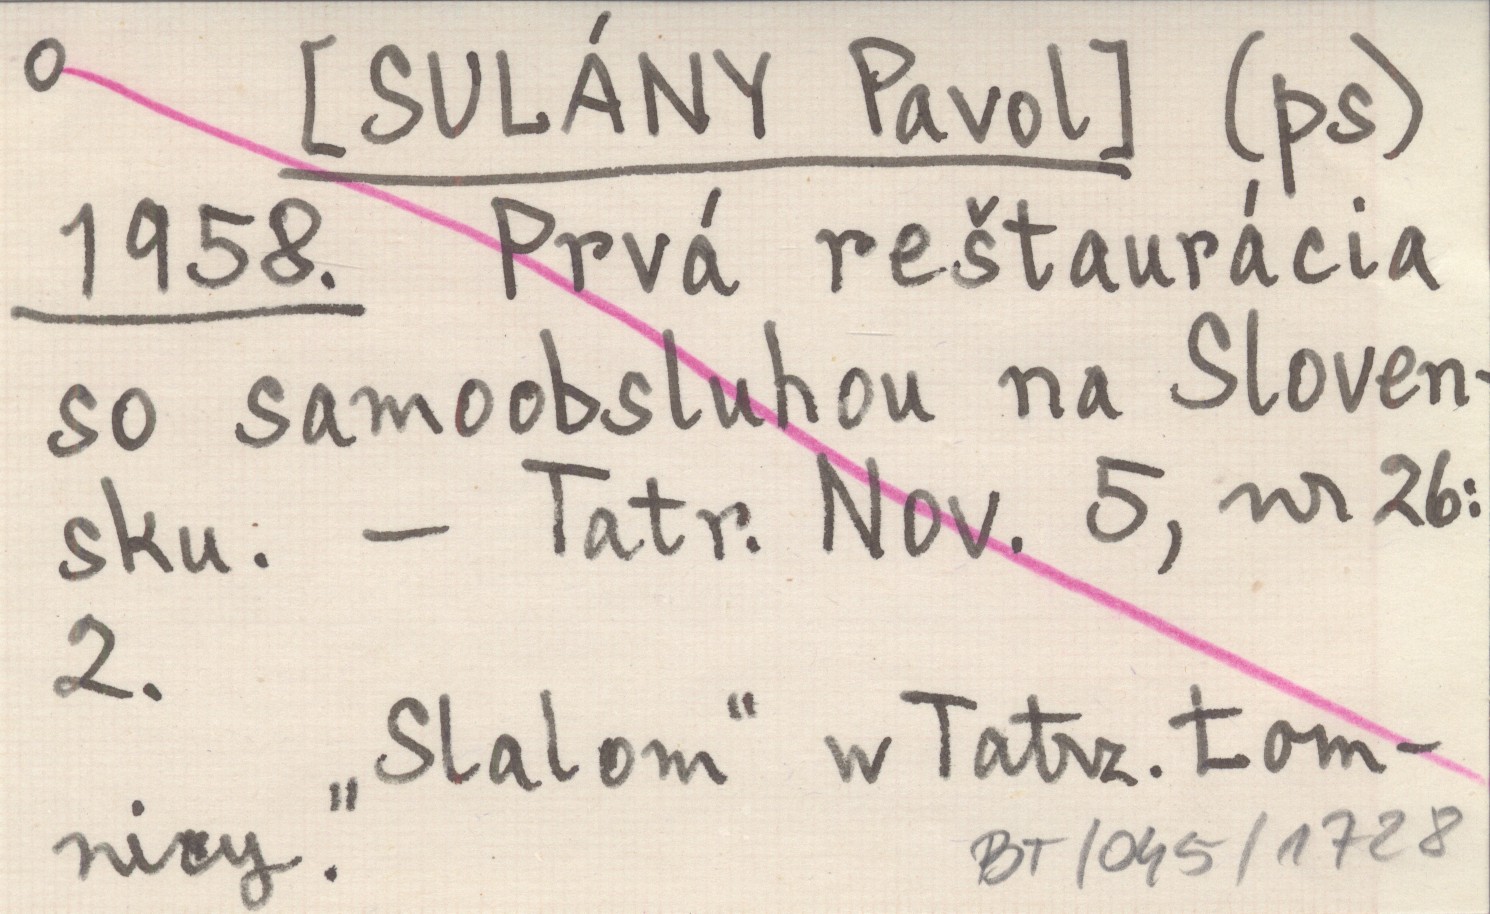 O [SULÁNY Pavol] (ps)
1958. Prvá reštaurácia
so samoobsluhou na Sloven-
sku. — Tatr. Nov. 5, nr 26:
2.
„Slalom“ w Tatrz. Łom-
nicy.
BT/045/1728